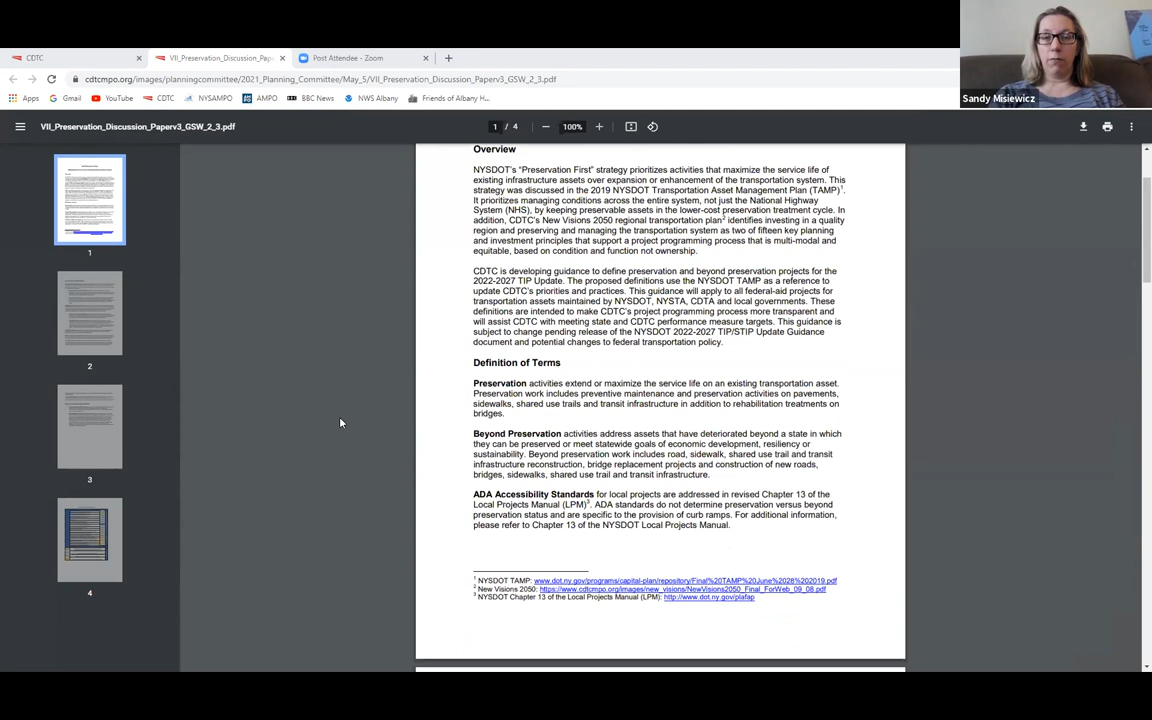 CDTC
VII_Preservation_Discussion_Pap
Post Attendee - Zoom
cdtcmpo.org/images/planningcommittee/2021_Planning_Committee/May_5/VII_Preservation_Discussion_Paperv3_GSW_2_3.pdf
Apps Gmail YouTube CDTC NYSAMPO AMPO BBC News NWS Albany Friends of Albany H...
Sandy Misiewicz
VII_Preservation_Discussion_Paperv3_GSW_2_3.pdf
1 / 4 100%
1
2
3
4
Overview
NYSDOT's "Preservation First" strategy prioritizes activities that maximize the service life of
existing infrastructure assets over expansion or enhancement of the transportation system. This
strategy was discussed in the 2019 NYSDOT Transportation Asset Management Plan (TAMP)1.
It prioritizes managing conditions across the entire system, not just the National Highway
System (NHS), by keeping preservable assets in the lower-cost preservation treatment cycle. In
addition, CDTC's New Visions 2050 regional transportation plan2 identifies investing in a quality
region and preserving and managing the transportation system as two of fifteen key planning
and investment principles that support a project programming process that is multi-modal and
equitable, based on condition and function not ownership.
CDTC is developing guidance to define preservation and beyond preservation projects for the
2022-2027 TIP Update. The proposed definitions use the NYSDOT TAMP as a reference to
update CDTC's priorities and practices. This guidance will apply to all federal-aid projects for
transportation assets maintained by NYSDOT, NYSTA, CDTA and local governments. These
definitions are intended to make CDTC's project programming process more transparent and
will assist CDTC with meeting state and CDTC performance measure targets. This guidance is
subject to change pending release of the NYSDOT 2022-2027 TIP/STIP Update Guidance
document and potential changes to federal transportation policy.
Definition of Terms
Preservation activities extend or maximize the service life on an existing transportation asset.
Preservation work includes preventive maintenance and preservation activities on pavements,
sidewalks, shared use trails and transit infrastructure in addition to rehabilitation treatments on
bridges.
Beyond Preservation activities address assets that have deteriorated beyond a state in which
they can be preserved or meet statewide goals of economic development, resiliency or
sustainability. Beyond preservation work includes road, sidewalk, shared use trail and transit
infrastructure reconstruction, bridge replacement projects and construction of new roads,
bridges, sidewalks, shared use trail and transit infrastructure.
ADA Accessibility Standards for local projects are addressed in revised Chapter 13 of the
Local Projects Manual (LPM)3. ADA standards do not determine preservation versus beyond
preservation status and are specific to the provision of curb ramps. For additional information,
please refer to Chapter 13 of the NYSDOT Local Projects Manual.
1 NYSDOT TAMP: www.dot.ny.gov/programs/capital-plan/repository/Final%20TAMP%20June%2028%202019.pdf
2 New Visions 2050: https://www.cdtcmpo.org/images/new_visions/NewVisions2050_Final_ForWeb_09_08.pdf
3 NYSDOT Chapter 13 of the Local Projects Manual (LPM): http://www.dot.ny.gov/plafap